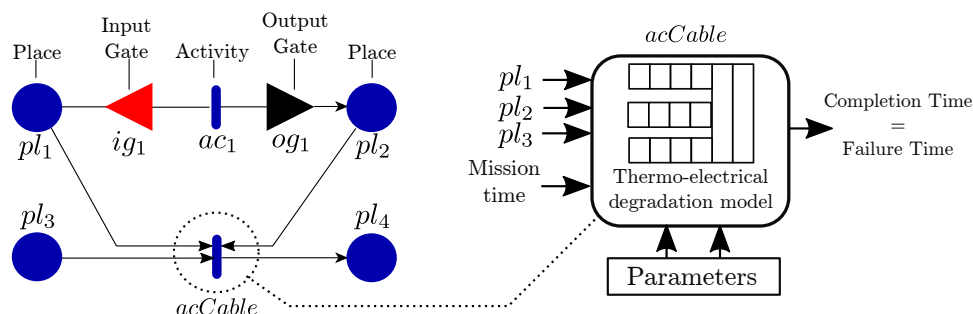 Input
Gate
Output
Gate
Place
Activity
Place
pl1
ig1
ac1
og1
pl2
pl3
pl4
acCable
acCable
pl1
pl2
pl3
Mission
time
Thermo-electrical
degradation model
Completion Time
=
Failure Time
Parameters